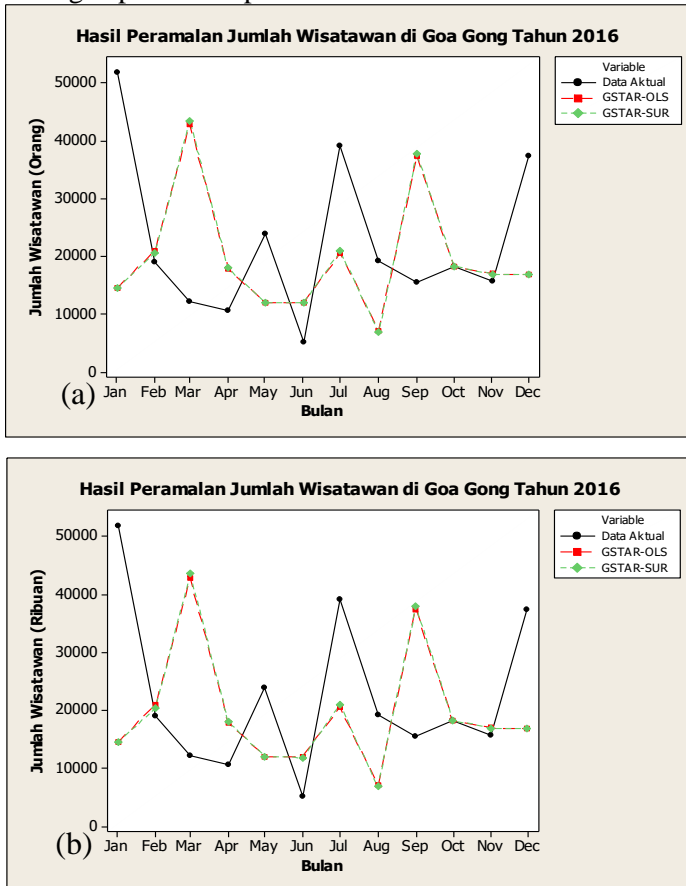 Hasil Peramalan Jumlah Wisatawan di Goa Gong Tahun 2016
Variable
Data Aktual
GSTAR-OLS
GSTAR-SUR
Jumlah Wisatawan (Orang)
50000
40000
30000
20000
10000
0
Jan Feb Mar Apr May Jun Jul Aug Sep Oct Nov Dec
Bulan
(a)
Hasil Peramalan Jumlah Wisatawan di Goa Gong Tahun 2016
Variable
Data Aktual
GSTAR-OLS
GSTAR-SUR
Jumlah Wisatawan (Ribuan)
50000
40000
30000
20000
10000
0
Jan Feb Mar Apr May Jun Jul Aug Sep Oct Nov Dec
Bulan
(b)